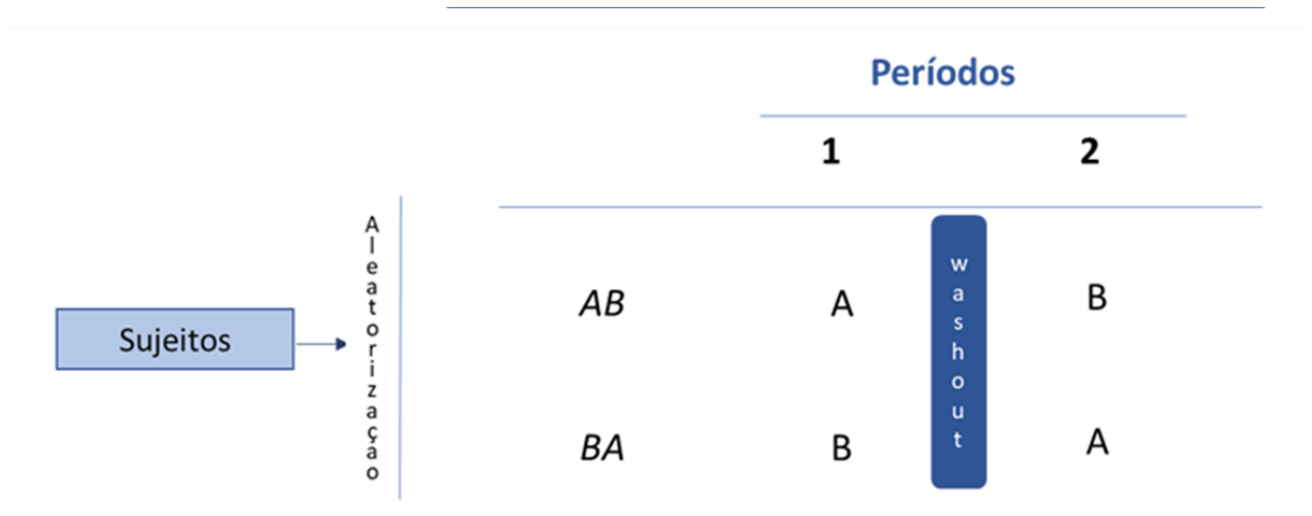 Períodos
1 2
Aleatorização
washout
AB A B
Sujeitos
BA B A